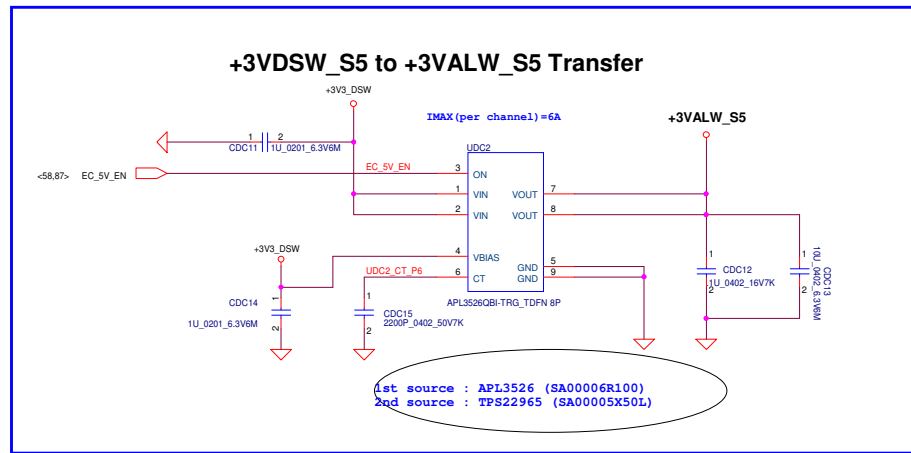 +3VDSW_S5 to +3VALW_S5 Transfer
+3V3_DSW
IMAX(per channel)=6A
+3VALW_S5
1 2
CDC11
1U_0201_6.3V6M
UDC2
<58,87> EC_5V_EN
EC_5V_EN
3 ON
1 VIN
VOUT 7
2 VIN
VOUT 8
+3V3_DSW
4 VBIAS
GND 5
UDC2_CT_P6
6 CT
GND 9
APL3526QBI-TRG_TDFN 8P
1
CDC14
1U_0201_6.3V6M
2
1
CDC15
2200P_0402_50V7K
2
1
CDC12
1U_0402_16V7K
2
1
CDC13
10U_0402_6.3V6M
2
1st source : APL3526 (SA00006R100)
2nd source : TPS22965 (SA00005X50L)